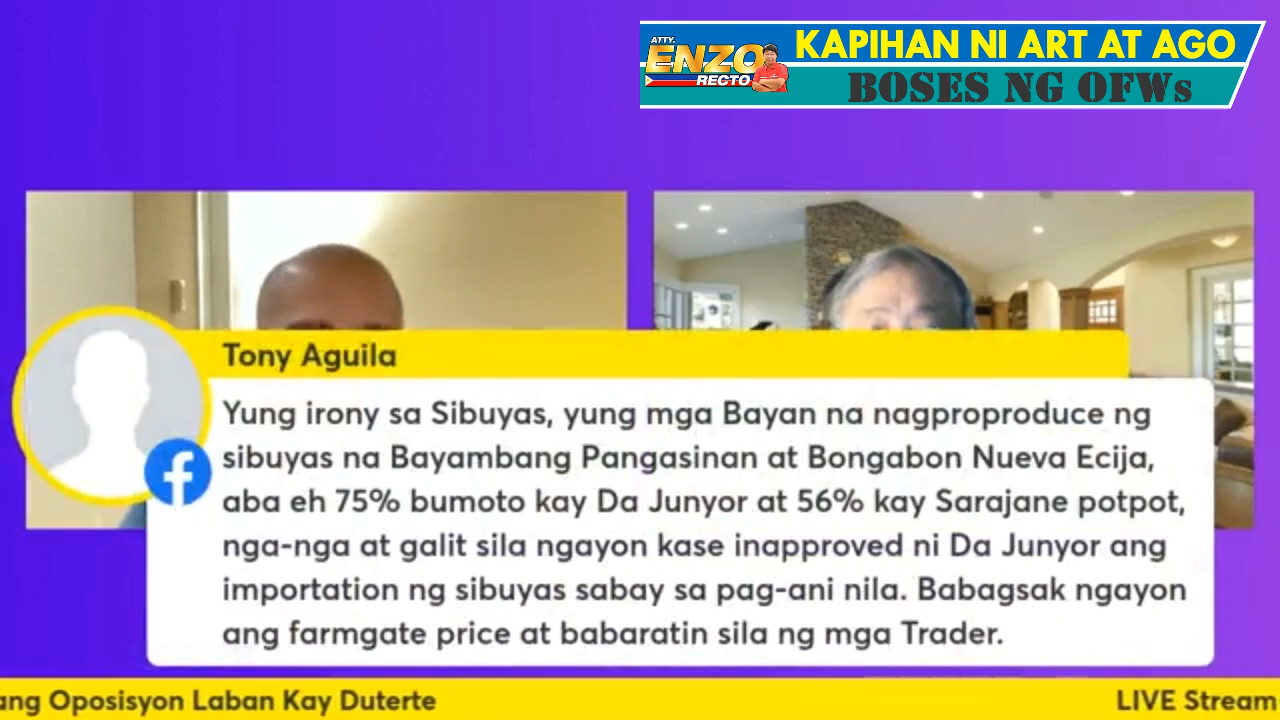 ATTY.
ENZO
RECTO
KAPIHAN NI ART AT AGO
BOSES NG OFWs
Tony Aguila
Yung irony sa Sibuyas, yung mga Bayan na nagproproduce ng
sibuyas na Bayambang Pangasinan at Bongabon Nueva Ecija,
aba eh 75% bumoto kay Da Junyor at 56% kay Sarajane potpot,
nga-nga at galit sila ngayon kase inapproved ni Da Junyor ang
importation ng sibuyas sabay sa pag-ani nila. Babagsak ngayon
ang farmgate price at babaratin sila ng mga Trader.
ang Oposisyon Laban Kay Duterte
LIVE Stream